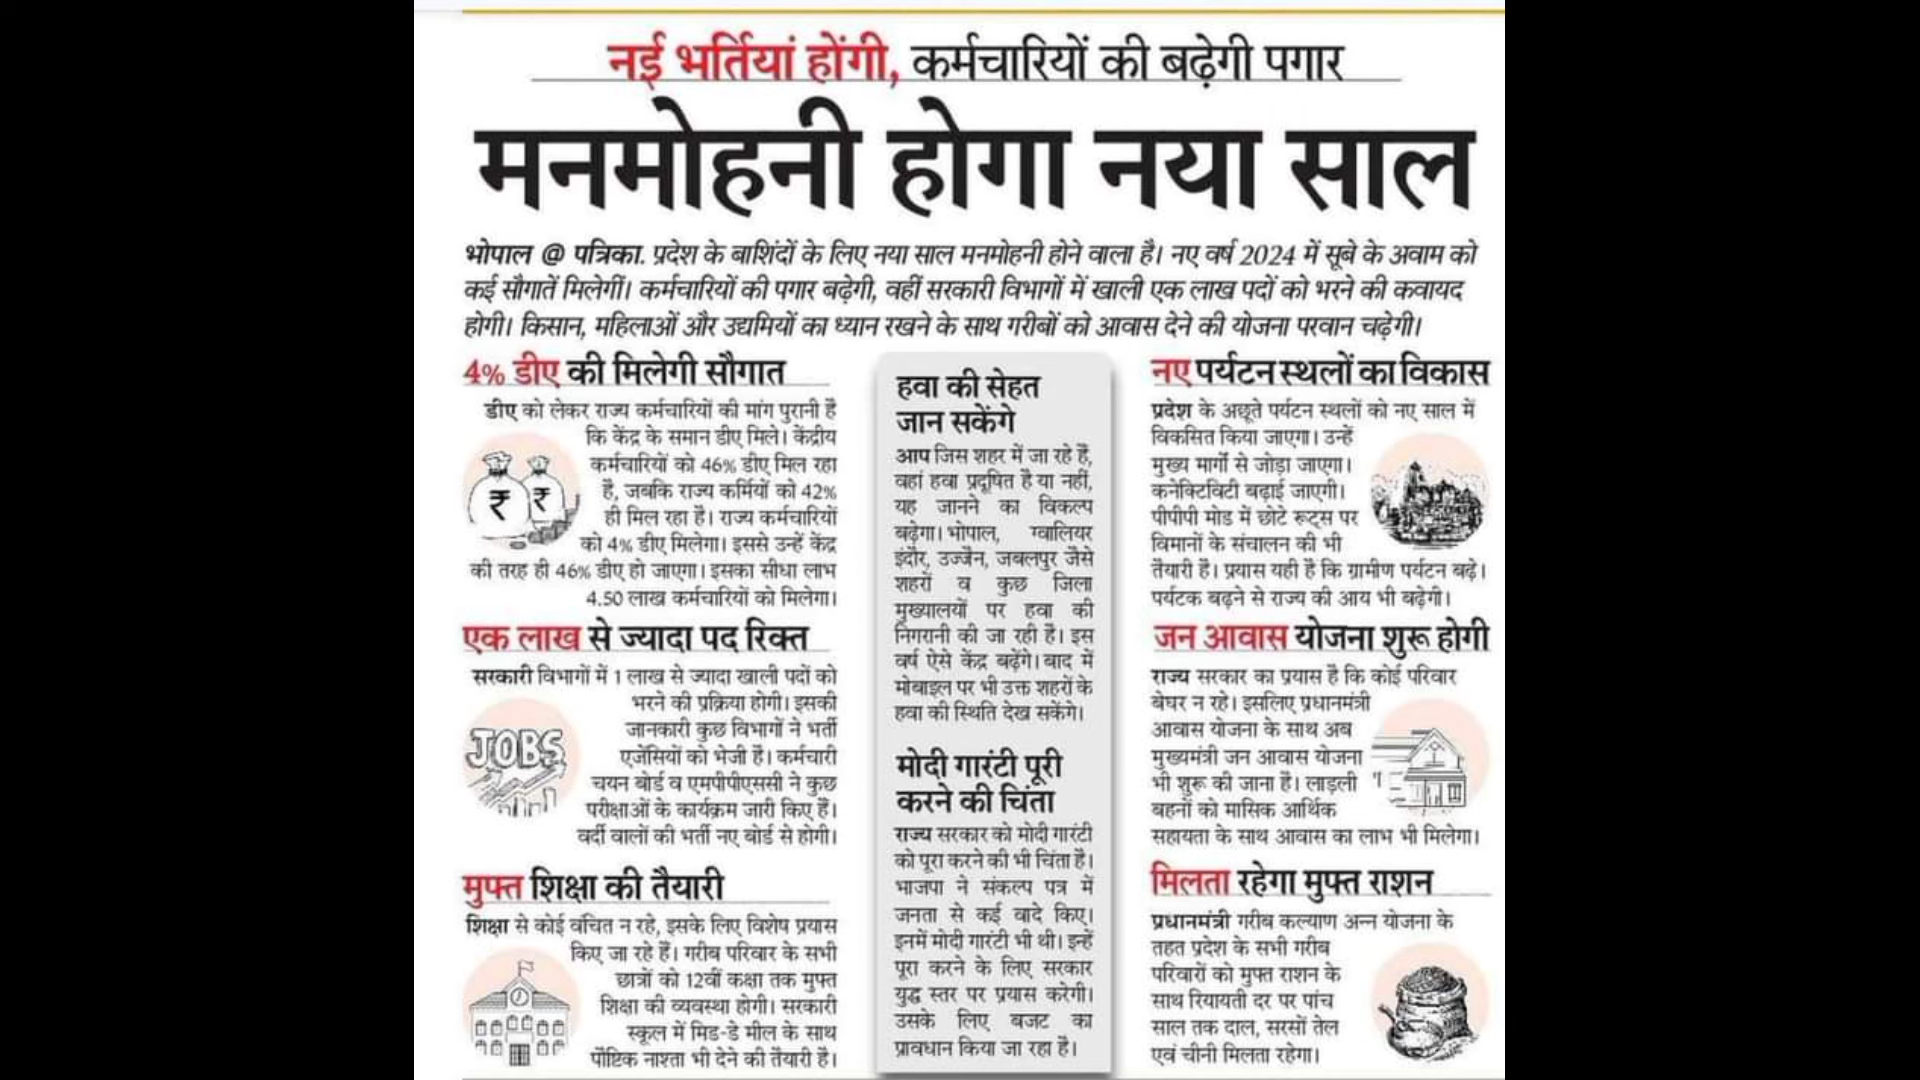 नई भर्तियां होंगी, कर्मचारियों की बढ़ेगी पगार
मनमोहनी होगा नया साल
भोपाल @ पत्रिका. प्रदेश के बाशिंदों के लिए नया साल मनमोहनी होने वाला है। नए वर्ष 2024 में सूबे के अवाम को
कई सौगातें मिलेगीं। कर्मचारियों की पगार बढ़ेगी, वहीं सरकारी विभागों में खाली एक लाख पदों को भरने की कवायद
होगी। किसान, महिलाओं और उद्यमियों का ध्यान रखने के साथ गरीबों को आवास देने की योजना परवान चढ़ेगी।
4% डीए की मिलेगी सौगात
डीए को लेकर राज्य कर्मचारियों की मांग पुरानी है
कि केंद्र के समान डीए मिले। केंद्रीय
कर्मचारियों को 46% डीए मिल रहा
है, जबकि राज्य कर्मियों को 42%
ही मिल रहा है। राज्य कर्मचारियों
को 4% डीए मिलेगा। इससे उन्हें केंद्र
की तरह ही 46% डीए हो जाएगा। इसका सीधा लाभ
4.50 लाख कर्मचारियों को मिलेगा।
एक लाख से ज्यादा पद रिक्त
सरकारी विभागों में 1 लाख से ज्यादा खाली पदों को
भरने की प्रक्रिया होगी। इसकी
जानकारी कुछ विभागों ने भर्ती
एजेंसियों को भेजी है। कर्मचारी
चयन बोर्ड व एमपीपीएससी ने कुछ
परीक्षाओं के कार्यक्रम जारी किए हैं।
वर्दी वालों की भर्ती नए बोर्ड से होगी।
JOBS
मुफ्त शिक्षा की तैयारी
शिक्षा से कोई वंचित न रहे, इसके लिए विशेष प्रयास
किए जा रहे हैं। गरीब परिवार के सभी
छात्रों को 12वीं कक्षा तक मुफ्त
शिक्षा की व्यवस्था होगी। सरकारी
स्कूल में मिड-डे मील के साथ
पौष्टिक नाश्ता भी देने की तैयारी है।
हवा की सेहत
जान सकेंगे
आप जिस शहर में जा रहे हैं,
वहां हवा प्रदूषित है या नहीं,
यह जानने का विकल्प
बढ़ेगा। भोपाल, ग्वालियर
इंदौर, उज्जैन, जबलपुर जैसे
शहरों व कुछ जिला
मुख्यालयों पर हवा की
निगरानी की जा रही है। इस
वर्ष ऐसे केंद्र बढ़ेंगे। बाद में
मोबाइल पर भी उक्त शहरों के
हवा की स्थिति देख सकेंगे।
मोदी गारंटी पूरी
करने की चिंता
राज्य सरकार को मोदी गारंटी
को पूरा करने की भी चिंता है।
भाजपा ने संकल्प पत्र में
जनता से कई वादे किए।
इनमें मोदी गारंटी भी थी। इन्हें
पूरा करने के लिए सरकार
युद्ध स्तर पर प्रयास करेगी।
उसके लिए बजट का
प्रावधान किया जा रहा है।
नए पर्यटन स्थलों का विकास
प्रदेश के अछूते पर्यटन स्थलों को नए साल में
विकसित किया जाएगा। उन्हें
मुख्य मार्गों से जोड़ा जाएगा।
कनेक्टिविटी बढ़ाई जाएगी।
पीपीपी मोड में छोटे रूट्स पर
विमानों के संचालन की भी
तैयारी है। प्रयास यही है कि ग्रामीण पर्यटन बढ़े।
पर्यटक बढ़ने से राज्य की आय भी बढ़ेगी।
जन आवास योजना शुरू होगी
राज्य सरकार का प्रयास है कि कोई परिवार
बेघर न रहे। इसलिए प्रधानमंत्री
आवास योजना के साथ अब
मुख्यमंत्री जन आवास योजना
भी शुरू की जाना है। लाड़ली
बहनों को मासिक आर्थिक
सहायता के साथ आवास का लाभ भी मिलेगा।
मिलता रहेगा मुफ्त राशन
प्रधानमंत्री गरीब कल्याण अन्न योजना के
तहत प्रदेश के सभी गरीब
परिवारों को मुफ्त राशन के
साथ रियायती दर पर पांच
साल तक दाल, सरसों तेल
एवं चीनी मिलता रहेगा।